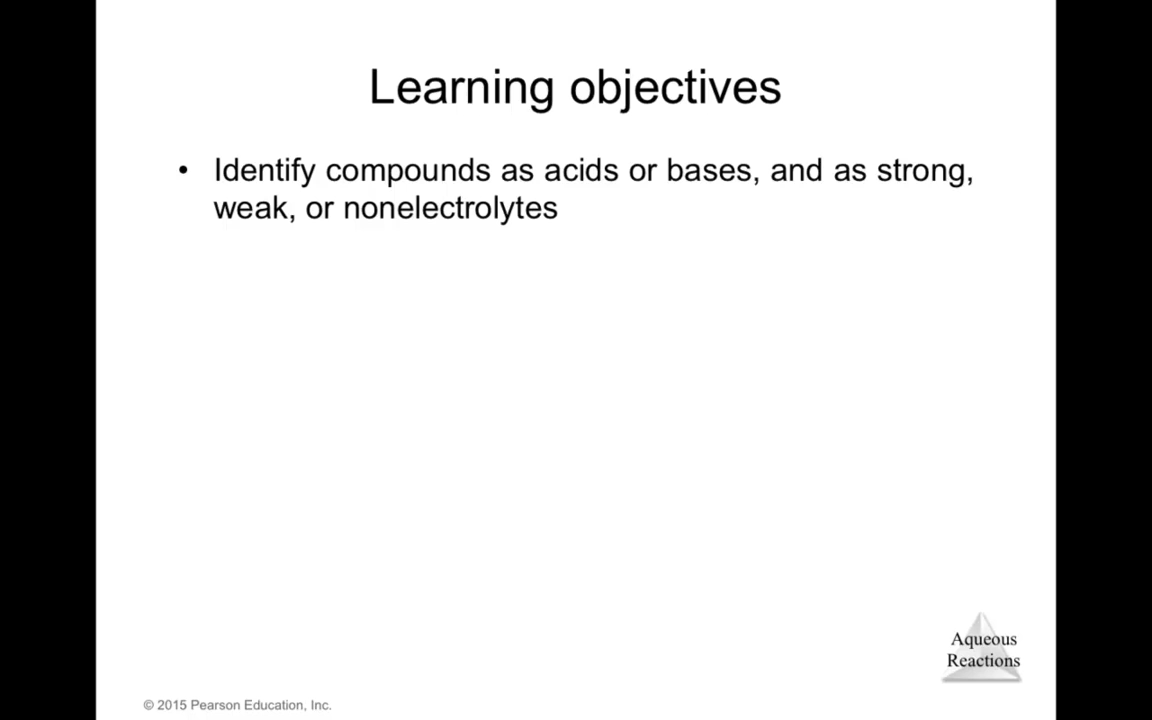 Learning objectives
• Identify compounds as acids or bases, and as strong,
weak, or nonelectrolytes
Aqueous
Reactions
© 2015 Pearson Education, Inc.